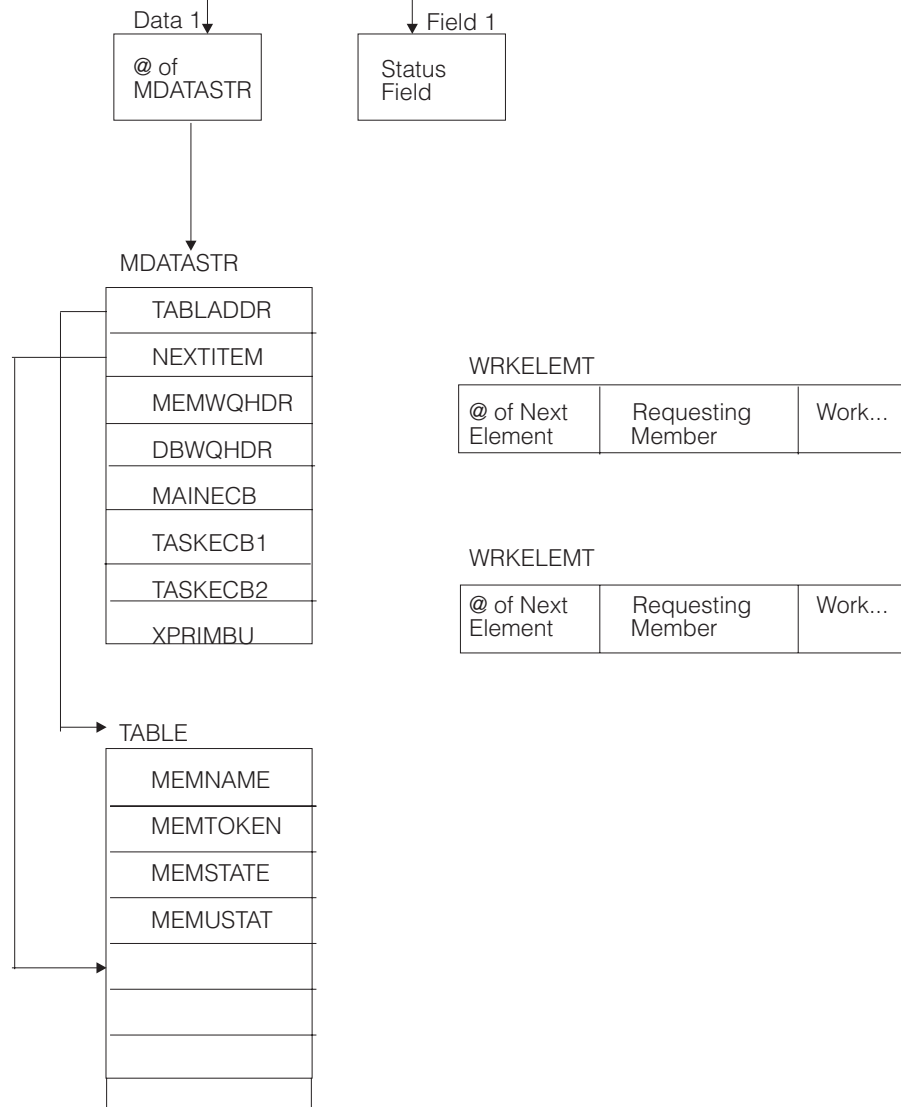 Data 1
Field 1
@ of
MDATASTR
Status
Field
MDATASTR
TABLADDR
NEXTITEM
MEMWQHDR
DBWQHDR
MAINECB
TASKECB1
TASKECB2
XPRIMBU
WRKELEMT
@ of Next
Element
Requesting
Member
Work...
WRKELEMT
@ of Next
Element
Requesting
Member
Work...
TABLE
MEMNAME
MEMTOKEN
MEMSTATE
MEMUSTAT